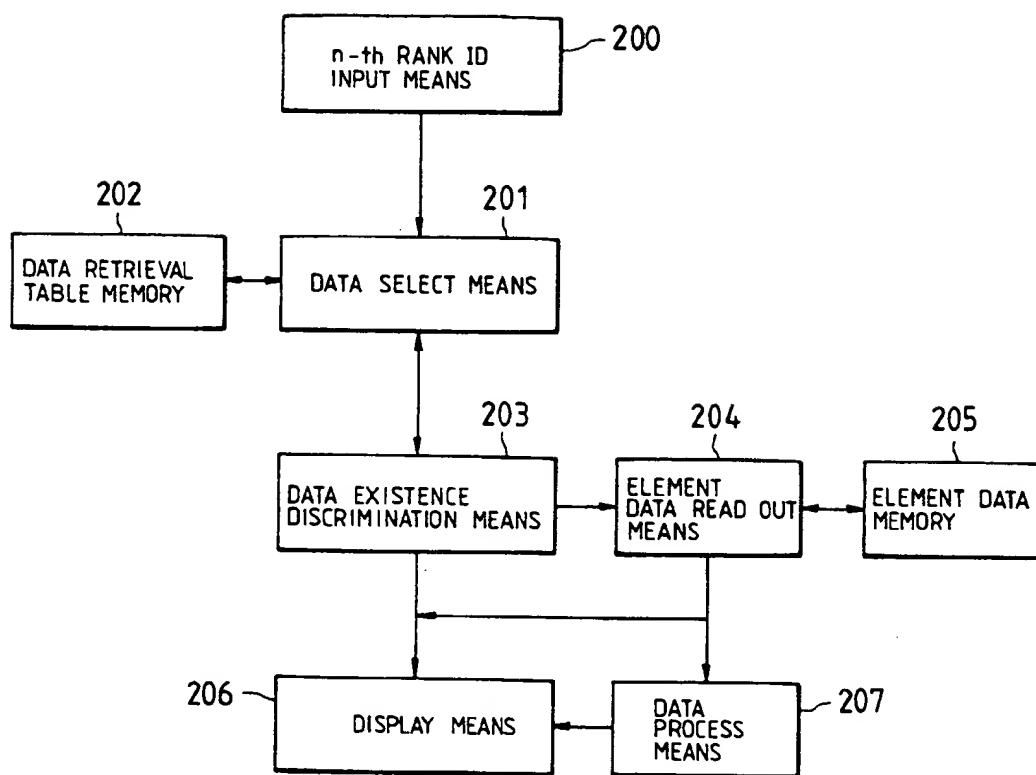 n-th RANK ID
INPUT MEANS
200
202
201
DATA RETRIEVAL
TABLE MEMORY
DATA SELECT MEANS
203
204
205
DATA EXISTENCE
DISCRIMINATION MEANS
ELEMENT
DATA READ OUT
MEANS
ELEMENT DATA
MEMORY
206
DISPLAY MEANS
DATA
PROCESS
MEANS
207